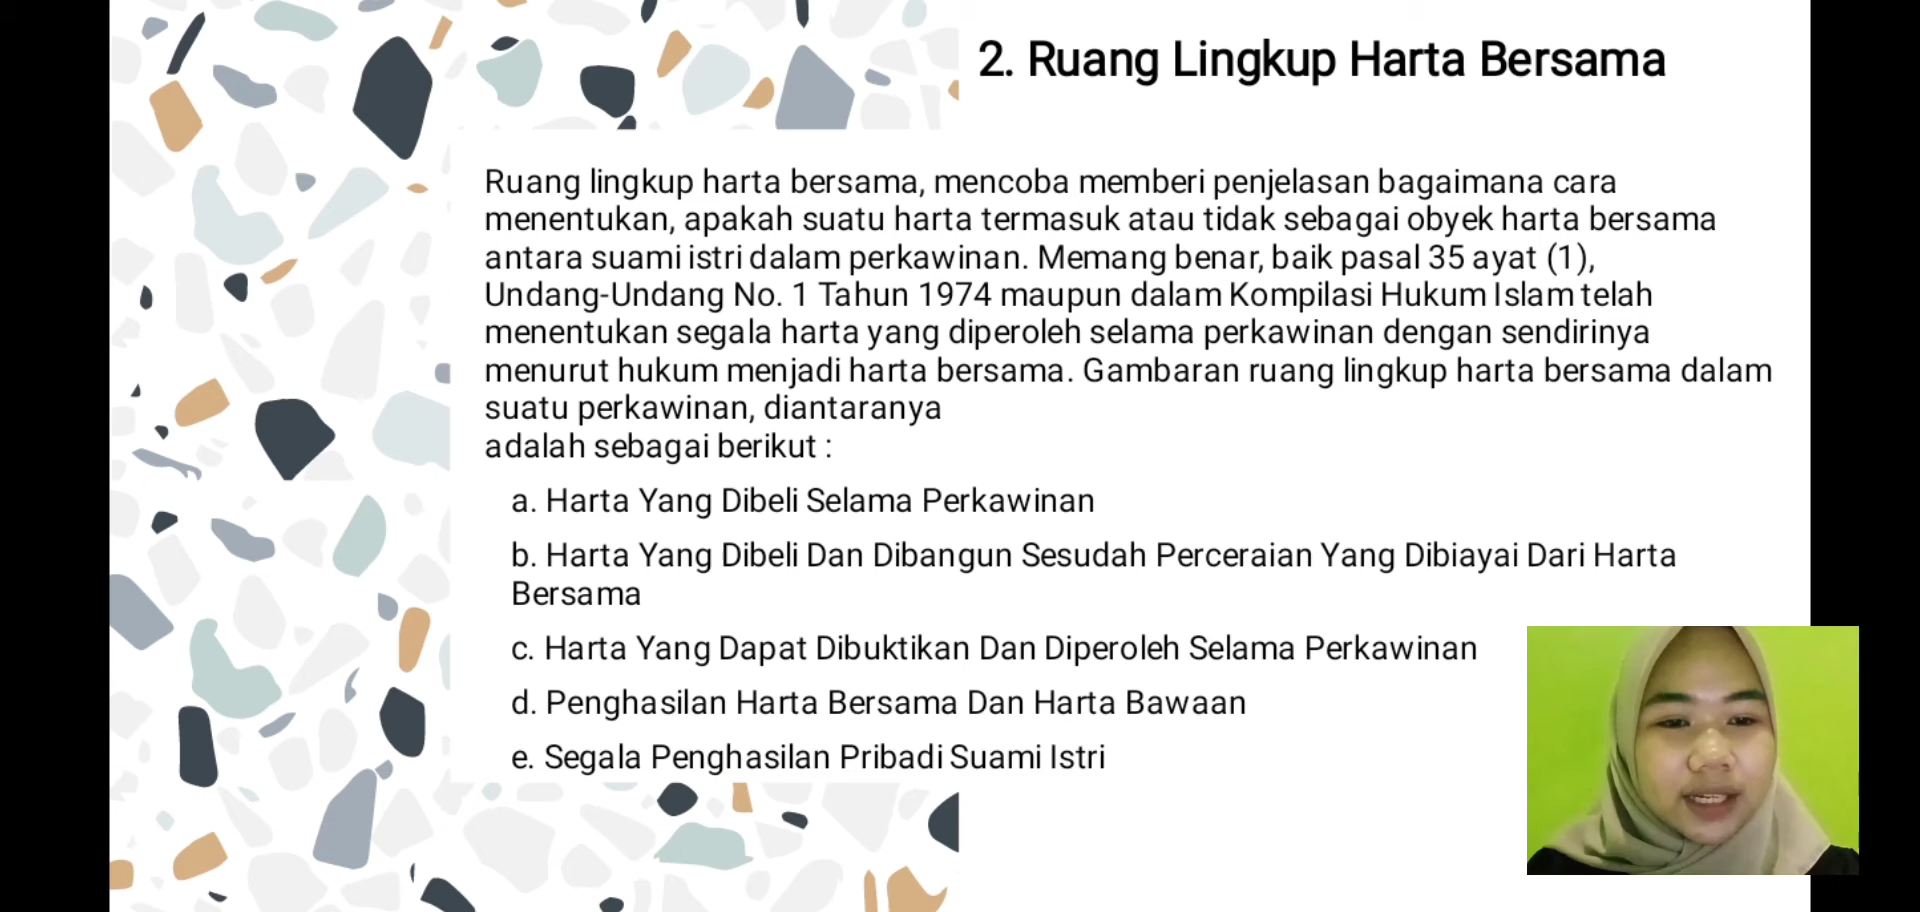 2. Ruang Lingkup Harta Bersama
Ruang lingkup harta bersama, mencoba memberi penjelasan bagaimana cara
menentukan, apakah suatu harta termasuk atau tidak sebagai obyek harta bersama
antara suami istri dalam perkawinan. Memang benar, baik pasal 35 ayat (1),
Undang-Undang No. 1 Tahun 1974 maupun dalam Kompilasi Hukum Islam telah
menentukan segala harta yang diperoleh selama perkawinan dengan sendirinya
menurut hukum menjadi harta bersama. Gambaran ruang lingkup harta bersama dalam
suatu perkawinan, diantaranya
adalah sebagai berikut :
a. Harta Yang Dibeli Selama Perkawinan
b. Harta Yang Dibeli Dan Dibangun Sesudah Perceraian Yang Dibiayai Dari Harta
Bersama
c. Harta Yang Dapat Dibuktikan Dan Diperoleh Selama Perkawinan
d. Penghasilan Harta Bersama Dan Harta Bawaan
e. Segala Penghasilan Pribadi Suami Istri